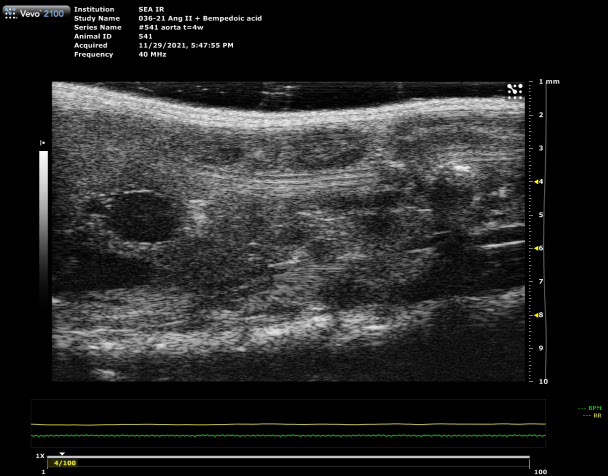 Vevo 2100
Institution SEA IR
Study Name 036-21 Ang II + Bempedoic acid
Series Name #541 aorta t=4w
Animal ID 541
Acquired 11/29/2021, 5:47:55 PM
Frequency 40 MHz
1 mm
2
3
4
5
6
7
8
9
10
BPM
RR
1X
4/100
1
100